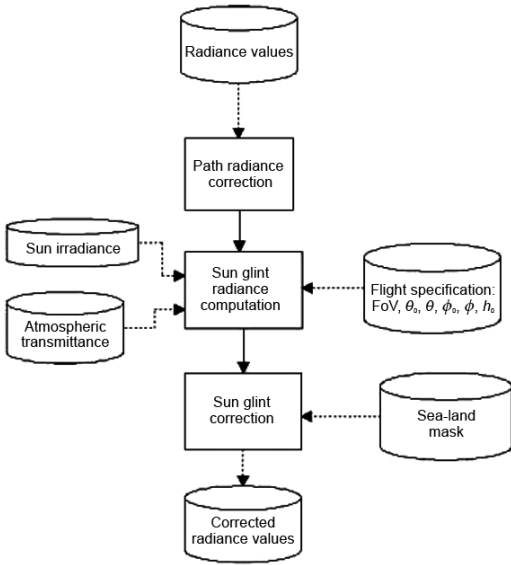 Radiance values
Path radiance
correction
Sun irradiance
Sun glint
radiance
computation
Flight specification:
FoV, θ₀, θ, ϕ₀, ϕ, h₀
Atmospheric
transmittance
Sun glint
correction
Sea-land
mask
Corrected
radiance values